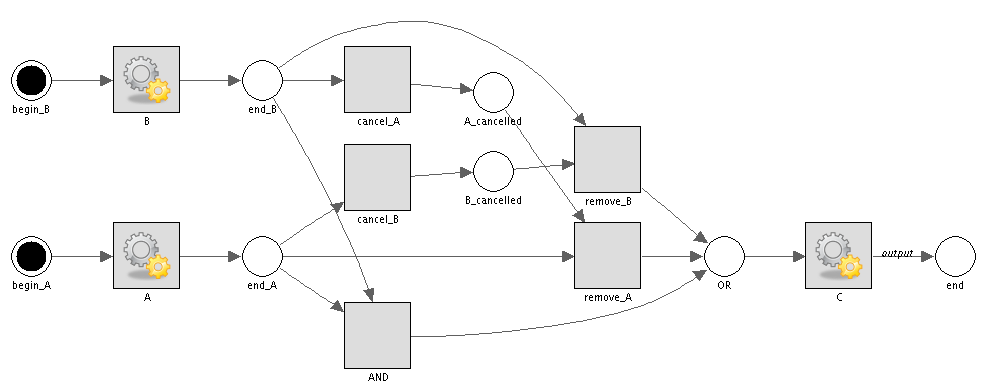 begin_B
B
end_B
cancel_A
A_cancelled
cancel_B
B_cancelled
remove_B
begin_A
A
end_A
remove_A
OR
C
output
end
AND